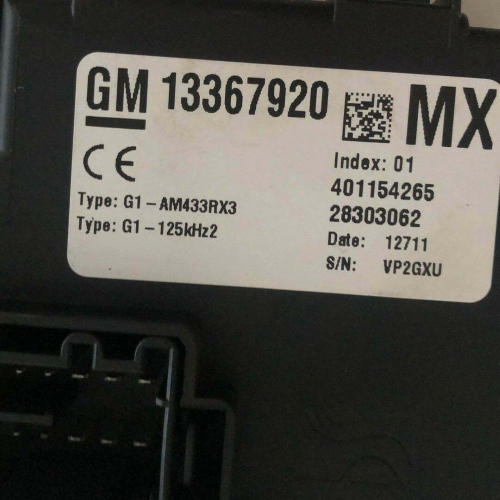 GM 13367920 MX
CE
Index: 01
401154265
Type: G1-AM433RX3
28303062
Type: G1-125kHz2
Date: 12711
S/N: VP2GXU